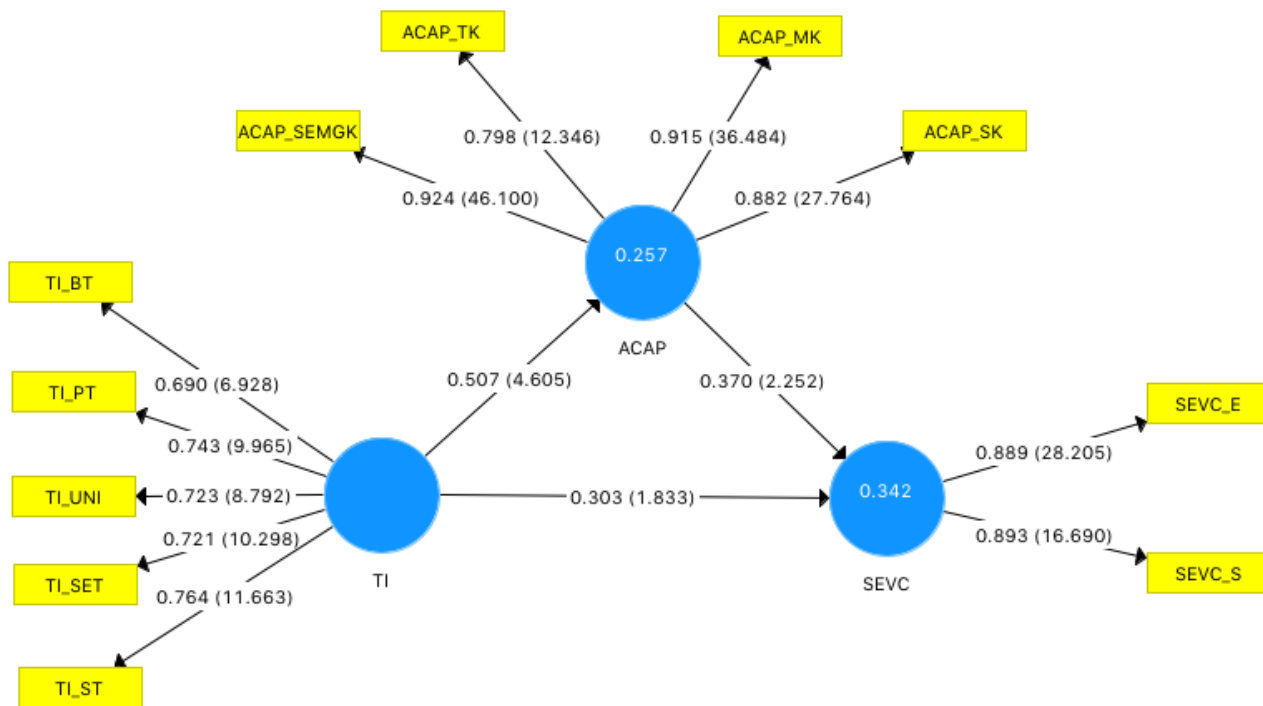 ACAP_TK
ACAP_MK
ACAP_SEMGK
ACAP_SK
0.798 (12.346)
0.915 (36.484)
0.924 (46.100)
0.882 (27.764)
0.257
ACAP
TI_BT
0.690 (6.928)
0.507 (4.605)
0.370 (2.252)
TI_PT
0.743 (9.965)
SEVC_E
0.889 (28.205)
TI_UNI
0.723 (8.792)
0.303 (1.833)
0.342
0.721 (10.298)
0.893 (16.690)
TI_SET
TI
SEVC
SEVC_S
0.764 (11.663)
TI_ST